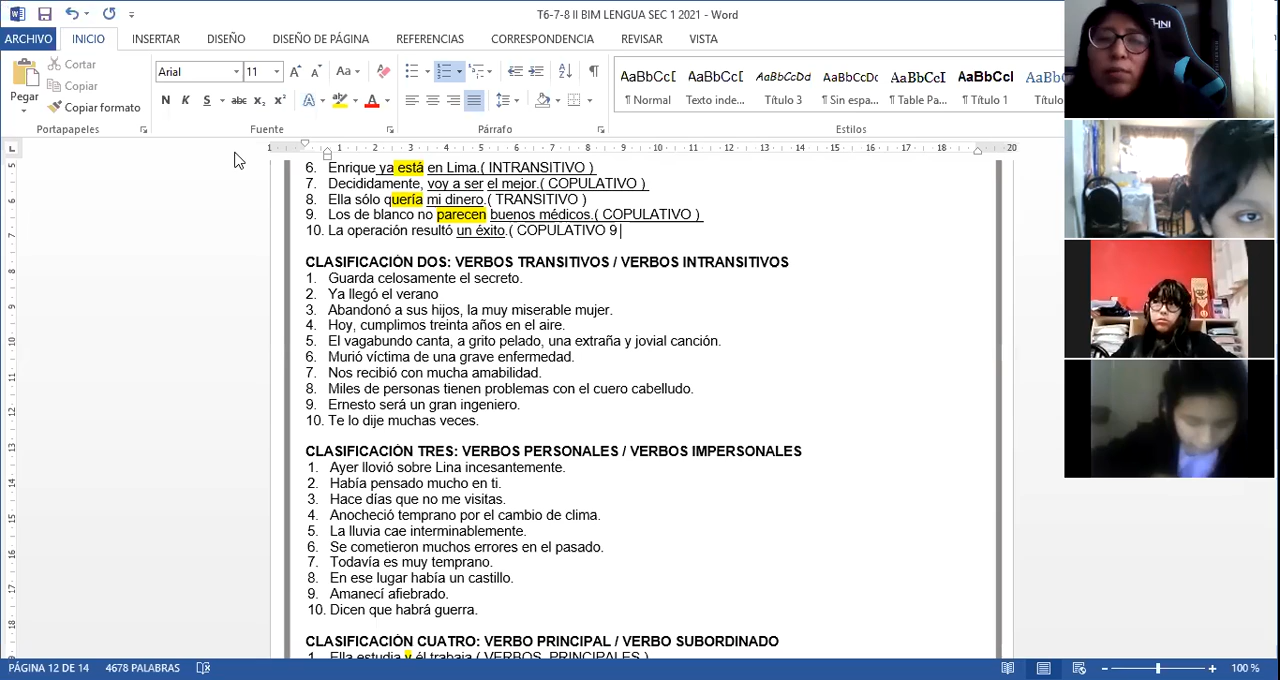 T6-7-8 II BIM LENGUA SEC 1 2021 - Word
ARCHIVO INICIO INSERTAR DISEÑO DISEÑO DE PÁGINA REFERENCIAS CORRESPONDENCIA REVISAR VISTA
Cortar
Copiar
Copiar formato
Pegar
Arial 11 Aa
N K S abc x₂ x² A A
AaBbCcD AaBbCcD AaBbCcDd AaBbCcDd AaBbCcI AaBbCcI AaBbC
¶ Normal Texto inde... ¶ Título 3 ¶ Sin espa... ¶ Table Pa... ¶ Título 1 ¶ Título
Portapapeles Fuente Párrafo Estilos
6. Enrique ya está en Lima.( INTRANSITIVO )
7. Decididamente, voy a ser el mejor.( COPULATIVO )
8. Ella sólo quería mi dinero.( TRANSITIVO )
9. Los de blanco no parecen buenos médicos.( COPULATIVO )
10. La operación resultó un éxito.( COPULATIVO 9
CLASIFICACIÓN DOS: VERBOS TRANSITIVOS / VERBOS INTRANSITIVOS
1. Guarda celosamente el secreto.
2. Ya llegó el verano
3. Abandonó a sus hijos, la muy miserable mujer.
4. Hoy, cumplimos treinta años en el aire.
5. El vagabundo canta, a grito pelado, una extraña y jovial canción.
6. Murió víctima de una grave enfermedad.
7. Nos recibió con mucha amabilidad.
8. Miles de personas tienen problemas con el cuero cabelludo.
9. Ernesto será un gran ingeniero.
10. Te lo dije muchas veces.
CLASIFICACIÓN TRES: VERBOS PERSONALES / VERBOS IMPERSONALES
1. Ayer llovió sobre Lina incesantemente.
2. Había pensado mucho en ti.
3. Hace días que no me visitas.
4. Anocheció temprano por el cambio de clima.
5. La lluvia cae interminablemente.
6. Se cometieron muchos errores en el pasado.
7. Todavía es muy temprano.
8. En ese lugar había un castillo.
9. Amanecí afiebrado.
10. Dicen que habrá guerra.
CLASIFICACIÓN CUATRO: VERBO PRINCIPAL / VERBO SUBORDINADO
1. Ella estudia y él trabaja.( VERBOS PRINCIPALES )
PÁGINA 12 DE 14 4678 PALABRAS 100 %